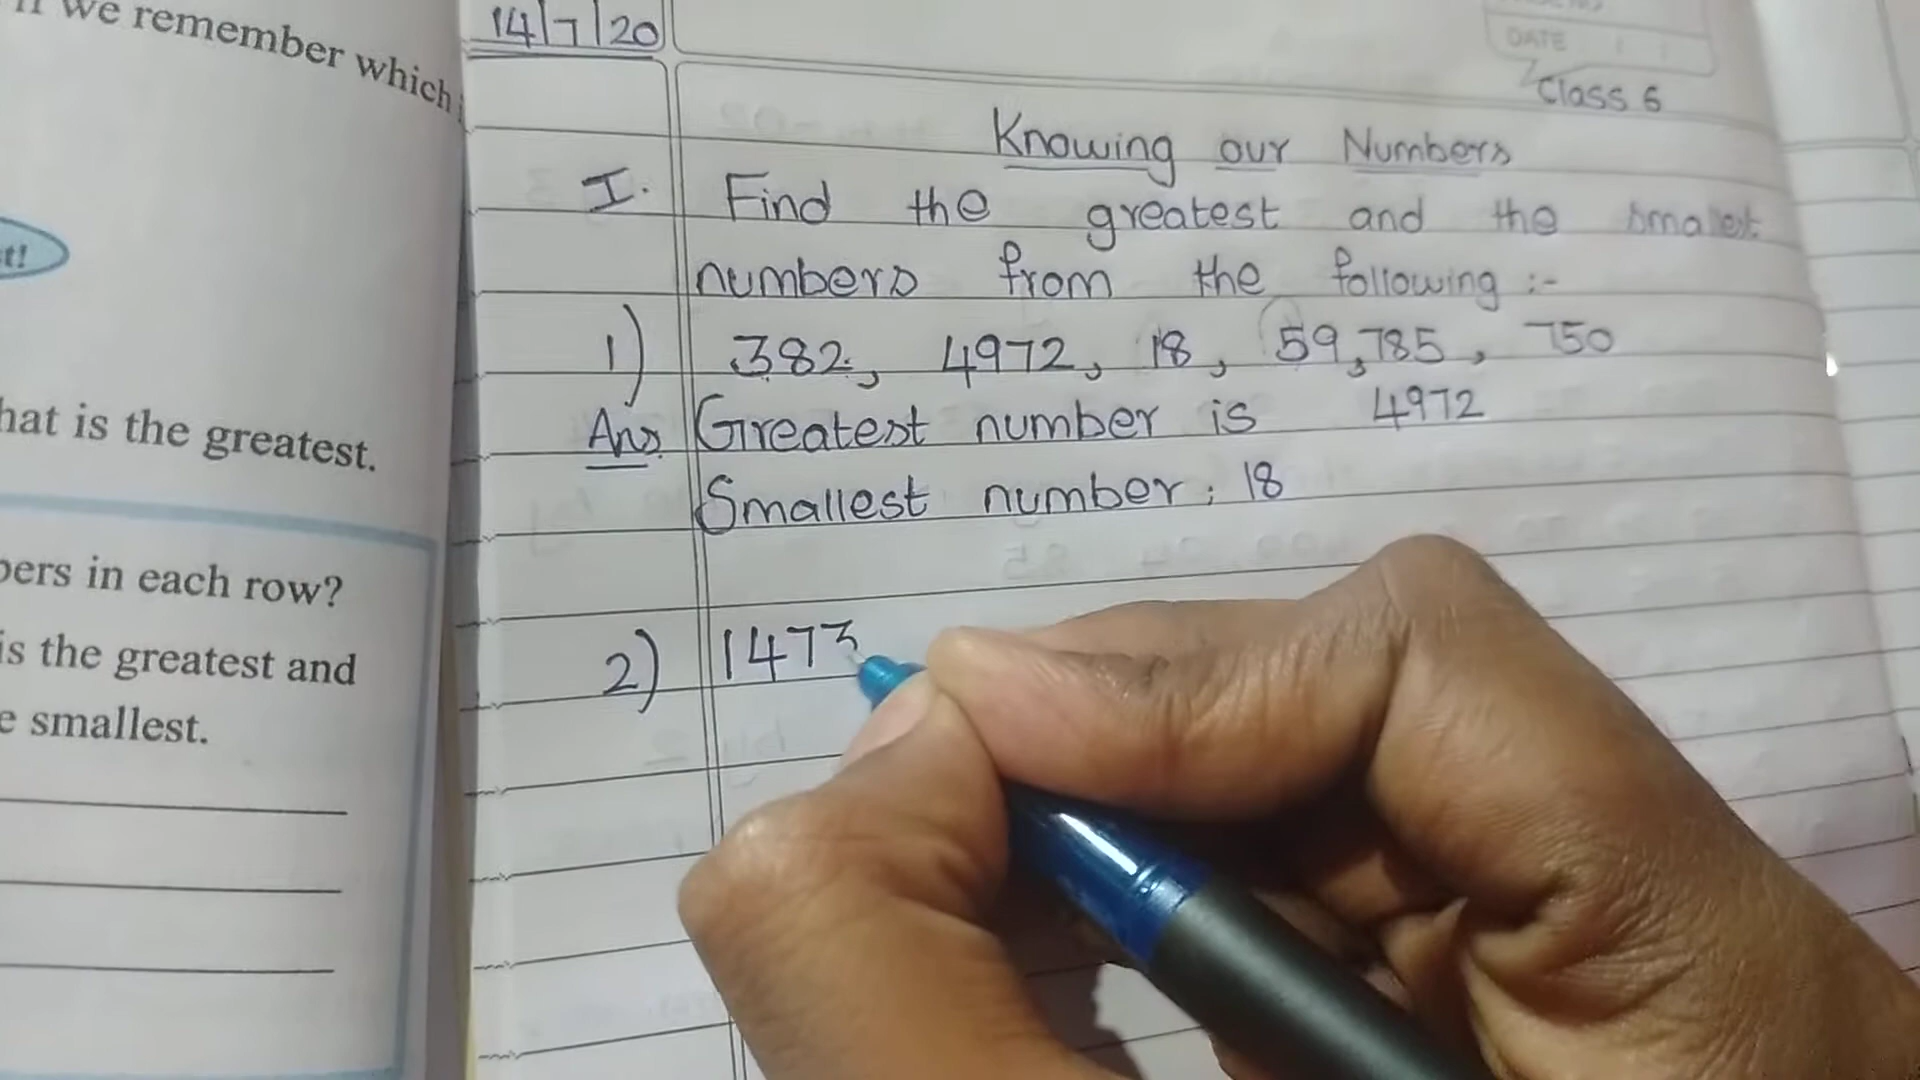 we remember which
hat is the greatest.
bers in each row?
is the greatest and
e smallest.
t!
14/7/20
DATE
Class 6
Knowing our Numbers
I. Find the greatest and the smallest
numbers from the following :-
1) 382, 4972, 18, 59,785, 750
Ans Greatest number is 4972
Smallest number: 18
2) 1473